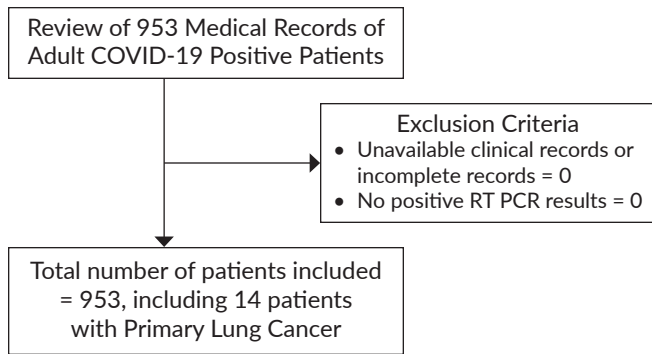 Review of 953 Medical Records of
Adult COVID-19 Positive Patients
Exclusion Criteria
• Unavailable clinical records or
incomplete records = 0
• No positive RT PCR results = 0
Total number of patients included
= 953, including 14 patients
with Primary Lung Cancer